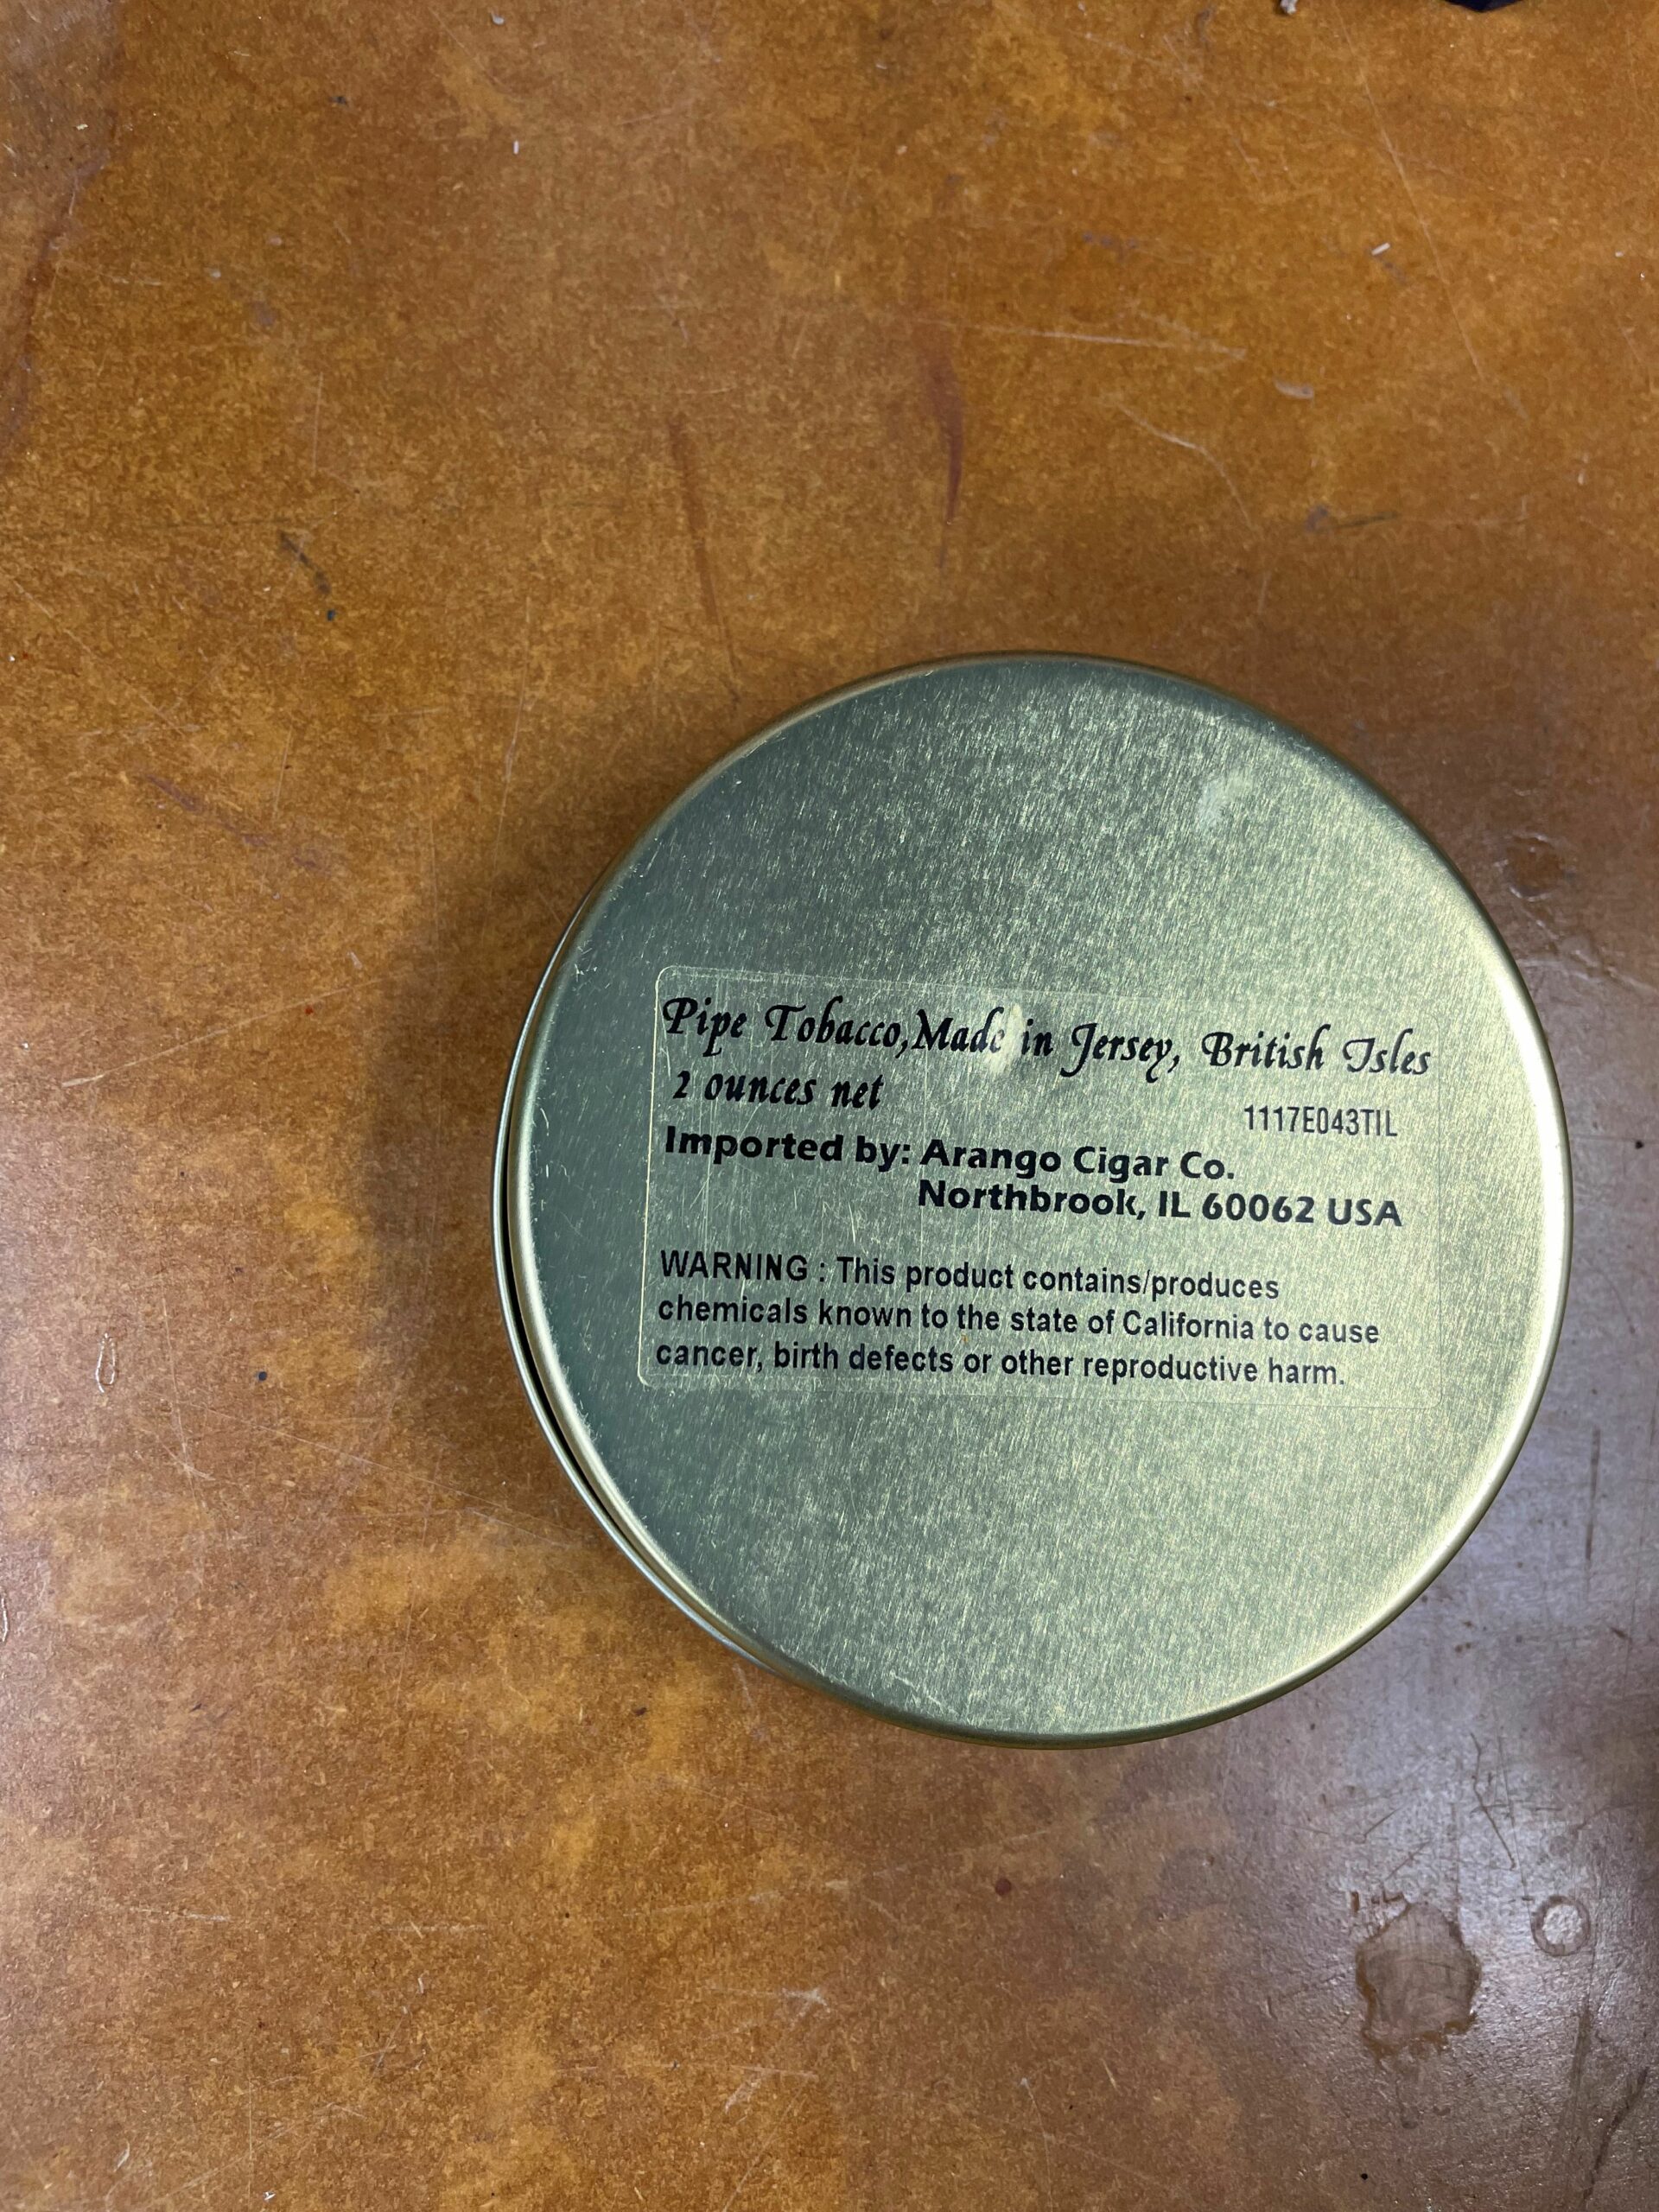 Pipe Tobacco,Made in Jersey, British Isles
2 ounces net
1117E043TIL
Imported by: Arango Cigar Co.
Northbrook, IL 60062 USA
WARNING : This product contains/produces
chemicals known to the state of California to cause
cancer, birth defects or other reproductive harm.